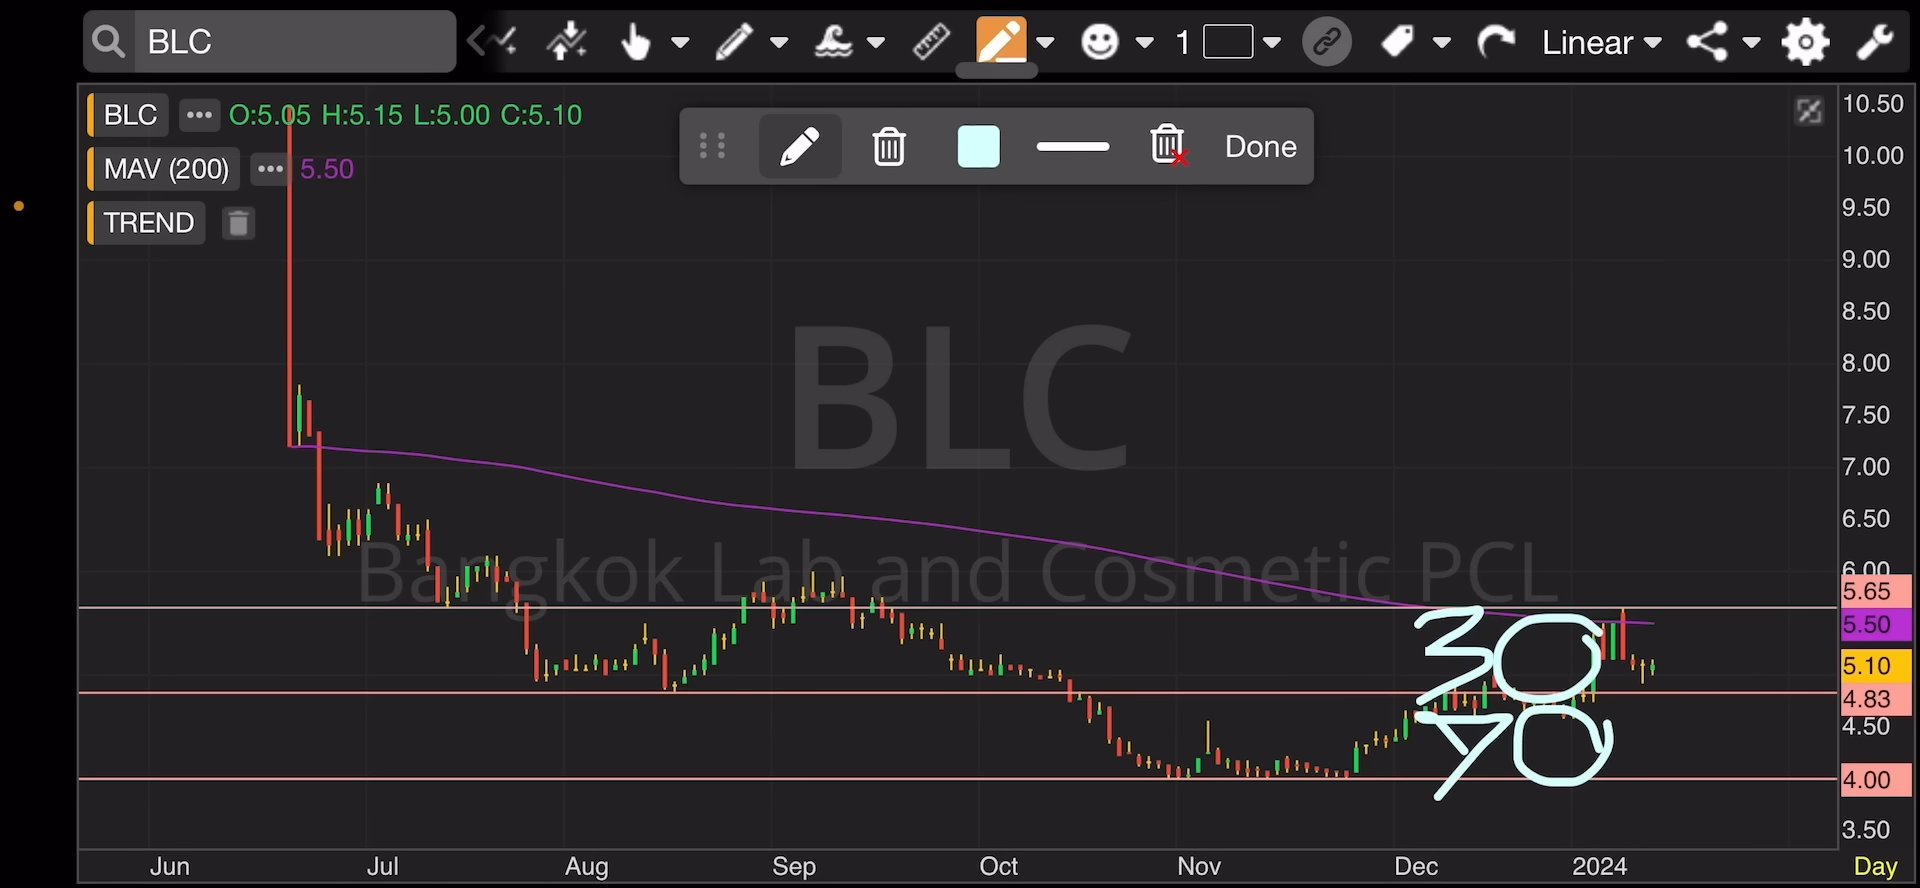 BLC
1
Linear
BLC ••• O:5.05 H:5.15 L:5.00 C:5.10
MAV (200) ••• 5.50
TREND
Done
BLC
Bangkok Lab and Cosmetic PCL
30
70
10.50
10.00
9.50
9.00
8.50
8.00
7.50
7.00
6.50
6.00
5.65
5.50
5.10
4.83
4.50
4.00
3.50
Jun Jul Aug Sep Oct Nov Dec 2024 Day